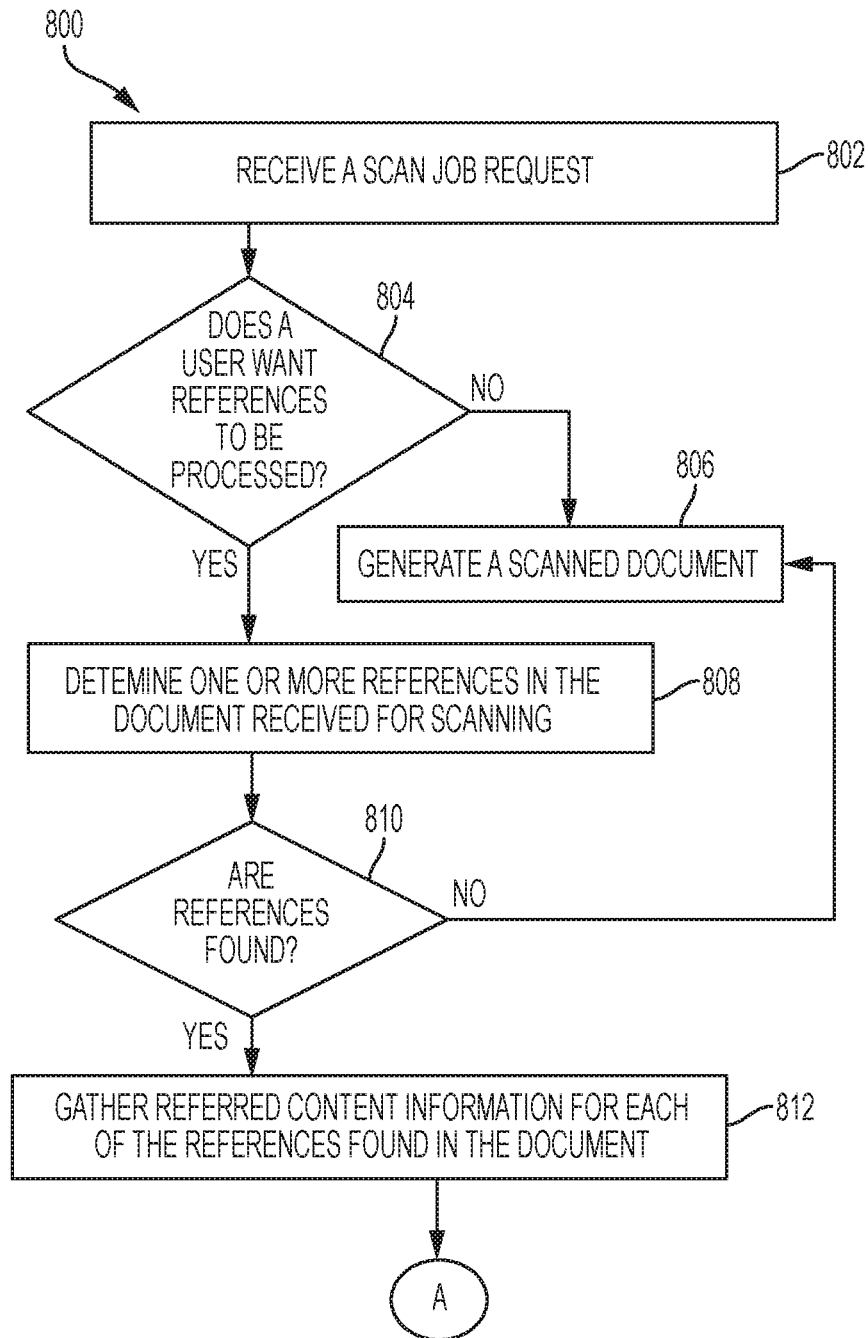 800
RECEIVE A SCAN JOB REQUEST
802
804
DOES A
USER WANT
REFERENCES
TO BE
PROCESSED?
NO
806
YES
GENERATE A SCANNED DOCUMENT
DETEMINE ONE OR MORE REFERENCES IN THE
DOCUMENT RECEIVED FOR SCANNING
808
810
ARE
REFERENCES
FOUND?
NO
YES
GATHER REFERRED CONTENT INFORMATION FOR EACH
OF THE REFERENCES FOUND IN THE DOCUMENT
812
A